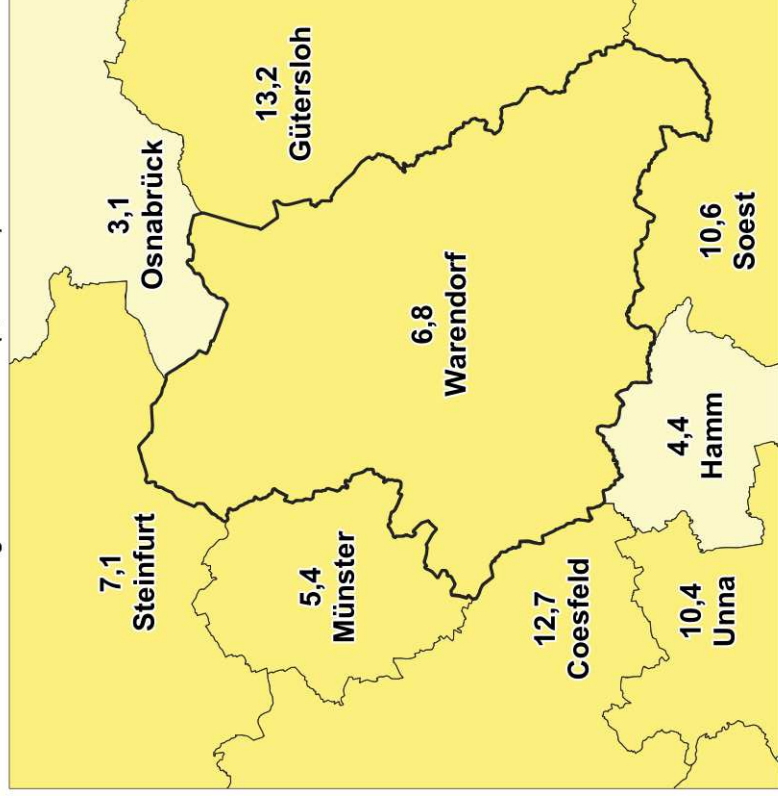 7,1
Steinfurt
3,1
Osnabrück
13,2
Gütersloh
5,4
Münster
6,8
Warendorf
12,7
Coesfeld
10,4
Unna
4,4
Hamm
10,6
Soest